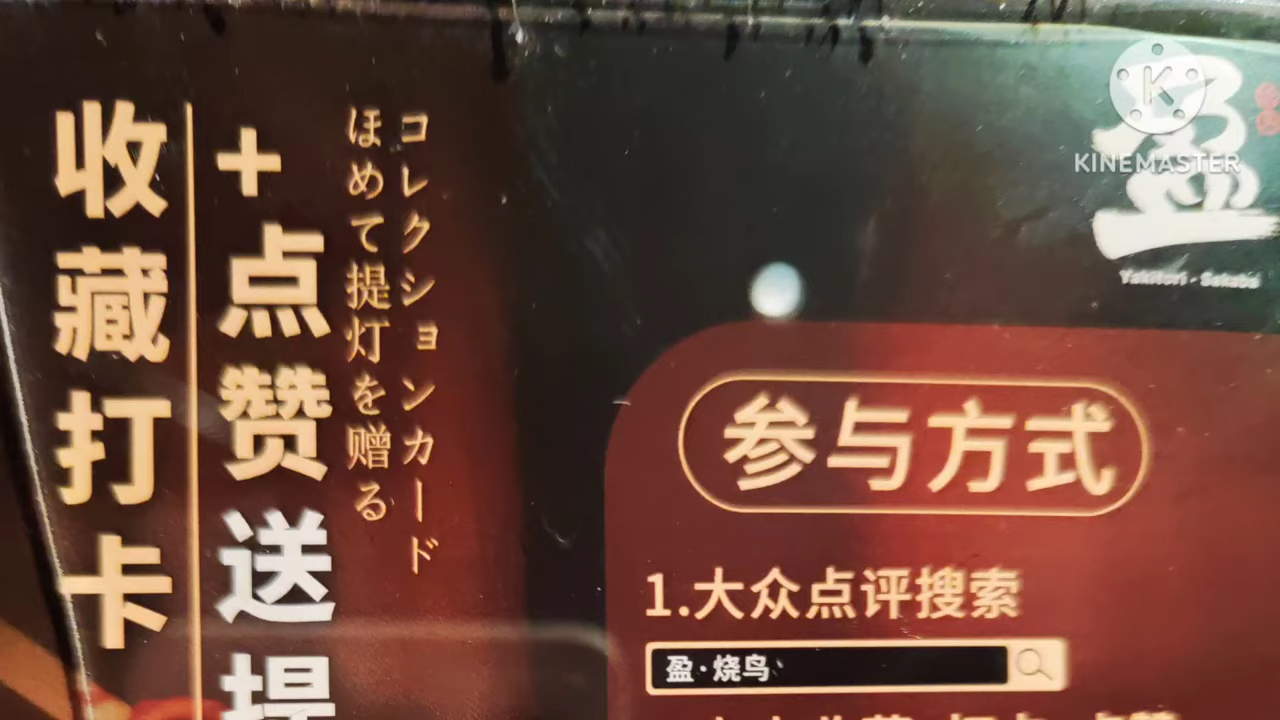 收藏打卡
+点赞送提
コレクションカード
ほめて提灯を赠る
盈
KINEMASTER
参与方式
1.大众点评搜索
盈·烧鸟